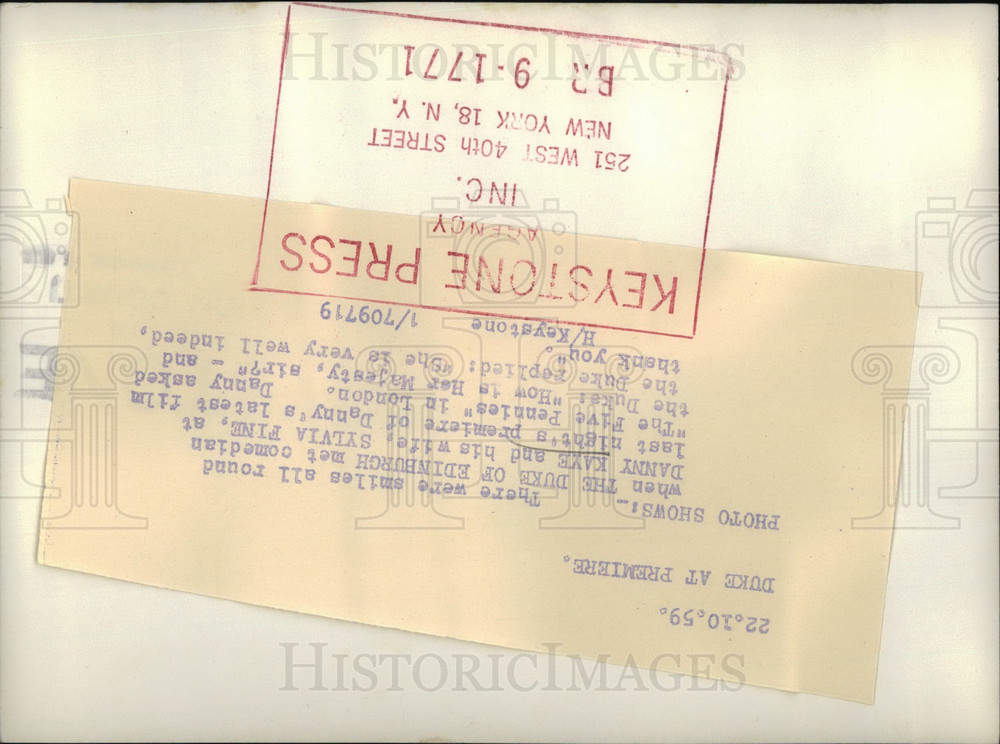 22.10.59.
DUKE AT PREMIERE.
PHOTO SHOWS:-
There were smiles all round
when THE DUKE OF EDINBURGH met comedian
DANNY KAYE and his wife, SYLVIA FINE, at
last night's premiere of Danny's latest film
"The Five Pennies" in London. Danny asked
the Duke: "How is Her Majesty, sir?" - and
the Duke replied: "She is very well indeed,
thank you".
H/Keystone 1/709719
KEYSTONE PRESS
AGENCY
INC.
251 WEST 40th STREET
NEW YORK 18, N.Y.
BR 9-1771
HISTORIC IMAGES
HISTORIC IMAGES